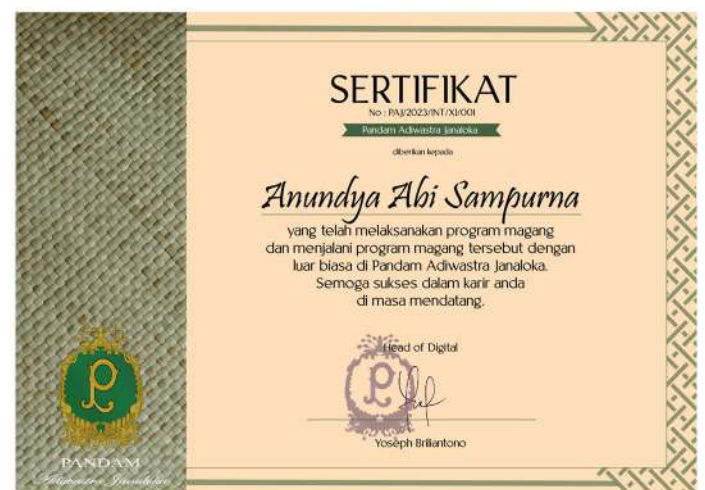 SERTIFIKAT
No : PAJ/2023/INT/XI/001
Pandam Adiwastra Janaloka
diberikan kepada
Anundya Abi Sampurna
yang telah melaksanakan program magang
dan menjalani program magang tersebut dengan
luar biasa di Pandam Adiwastra Janaloka.
Semoga sukses dalam karir anda
di masa mendatang.
Head of Digital
Yoseph Briliantono
PANDAM
Adiwastra Janaloka